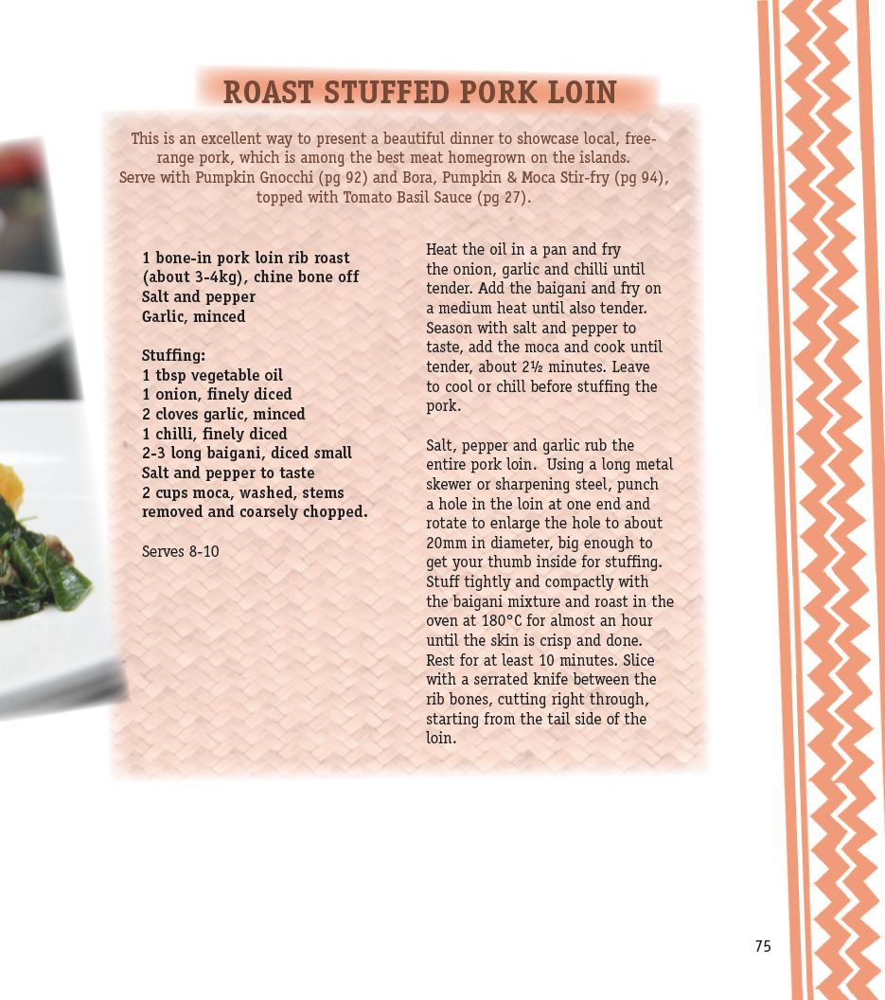 ROAST STUFFED PORK LOIN
This is an excellent way to present a beautiful dinner to showcase local, free-
range pork, which is among the best meat homegrown on the islands.
Serve with Pumpkin Gnocchi (pg 92) and Bora, Pumpkin & Moca Stir-fry (pg 94),
topped with Tomato Basil Sauce (pg 27).
1 bone-in pork loin rib roast
(about 3-4kg), chine bone off
Salt and pepper
Garlic, minced
Stuffing:
1 tbsp vegetable oil
1 onion, finely diced
2 cloves garlic, minced
1 chilli, finely diced
2-3 long baigani, diced small
Salt and pepper to taste
2 cups moca, washed, stems
removed and coarsely chopped.
Serves 8-10
Heat the oil in a pan and fry
the onion, garlic and chilli until
tender. Add the baigani and fry on
a medium heat until also tender.
Season with salt and pepper to
taste, add the moca and cook until
tender, about 2½ minutes. Leave
to cool or chill before stuffing the
pork.
Salt, pepper and garlic rub the
entire pork loin.  Using a long metal
skewer or sharpening steel, punch
a hole in the loin at one end and
rotate to enlarge the hole to about
20mm in diameter, big enough to
get your thumb inside for stuffing.
Stuff tightly and compactly with
the baigani mixture and roast in the
oven at 180°C for almost an hour
until the skin is crisp and done.
Rest for at least 10 minutes. Slice
with a serrated knife between the
rib bones, cutting right through,
starting from the tail side of the
loin.
75